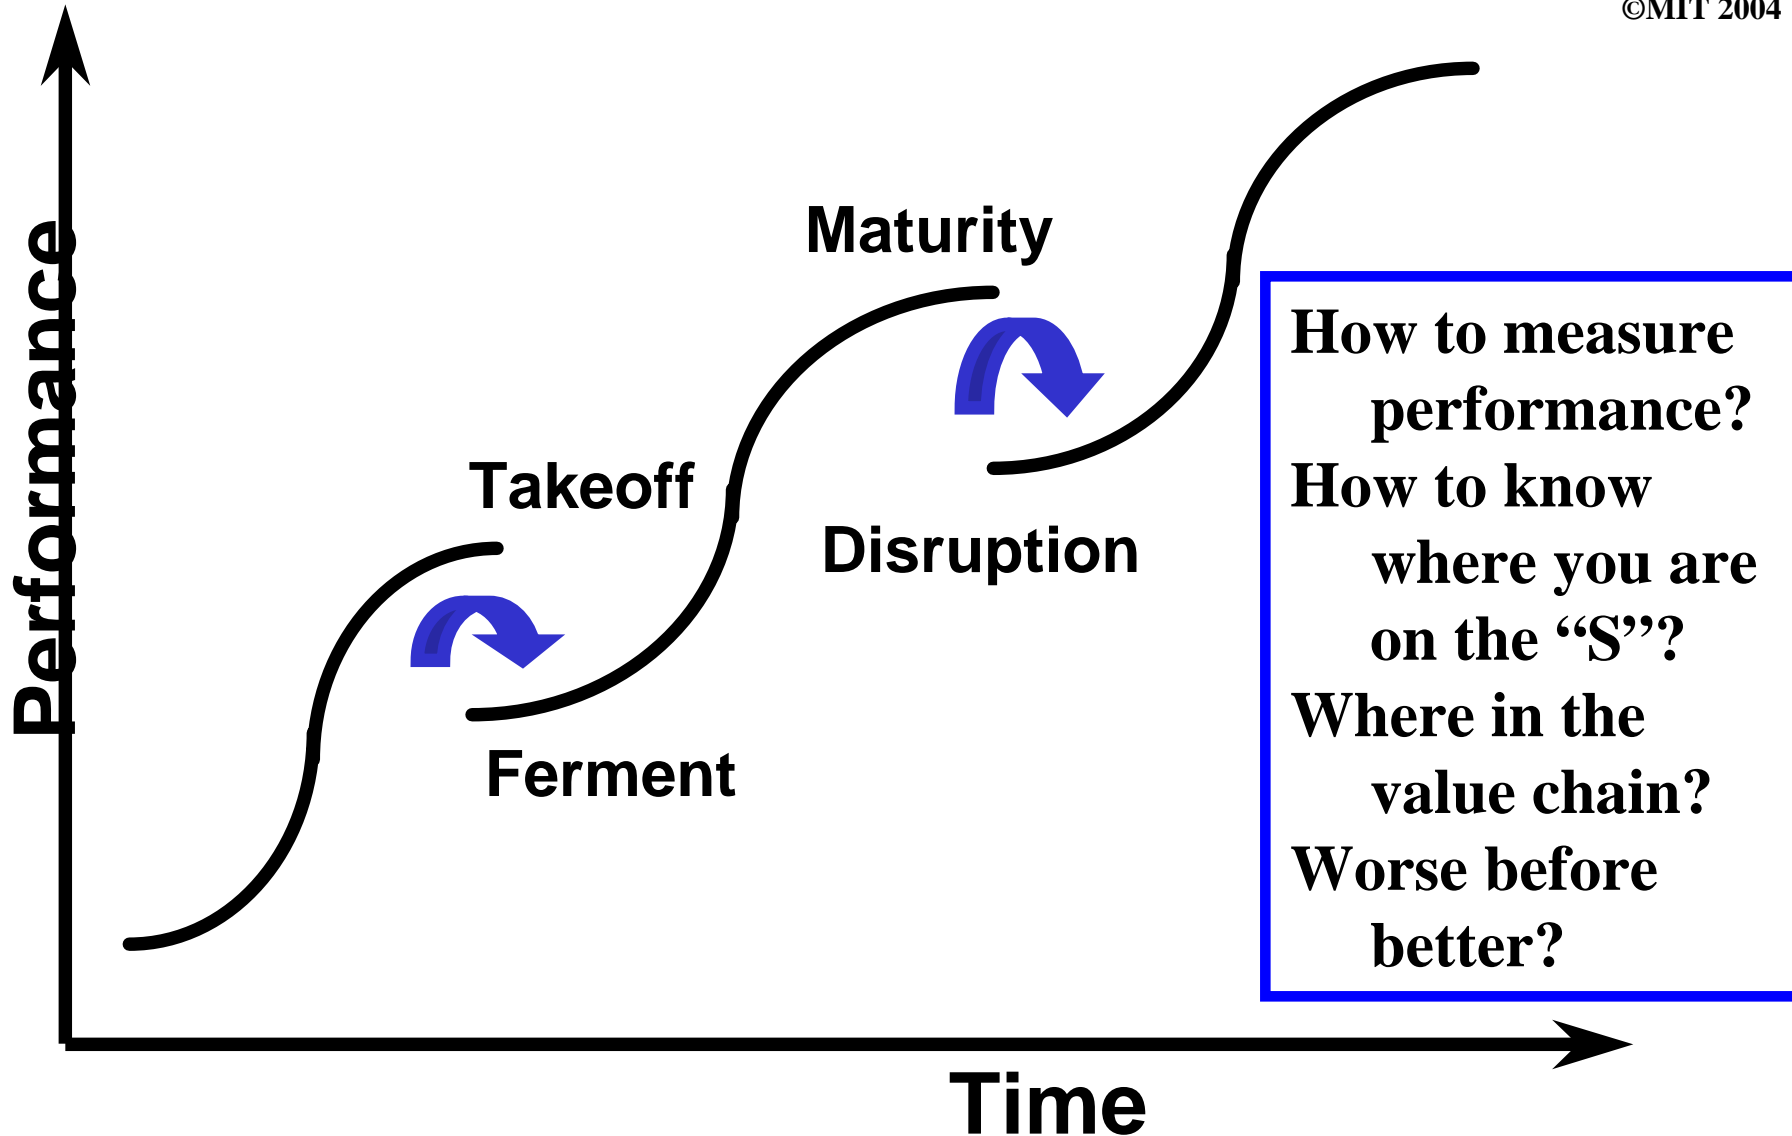 ©MIT 2004
Performance
Maturity
Takeoff
Disruption
Ferment
How to measure
performance?
How to know
where you are
on the “S”?
Where in the
value chain?
Worse before
better?
Time